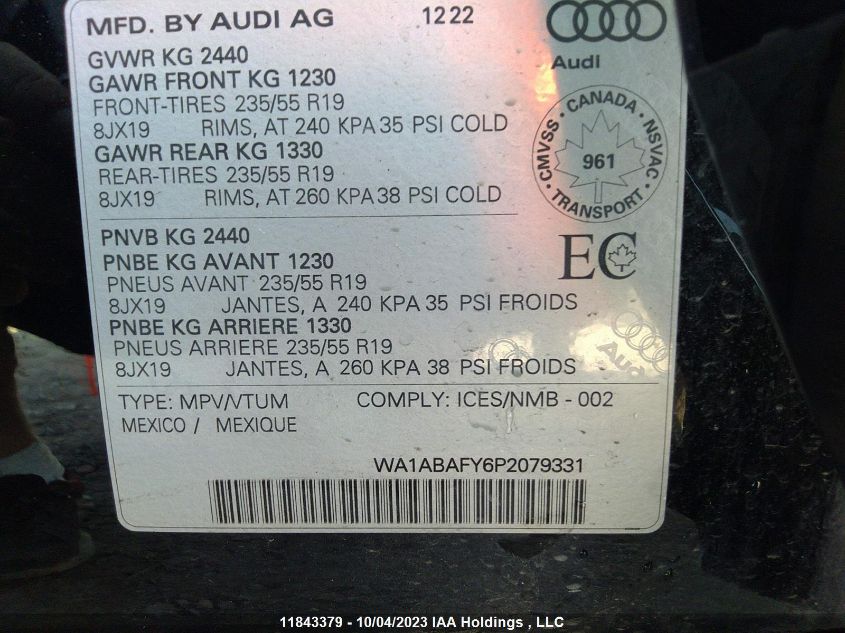 MFD. BY AUDI AG 12 22
Audi
GVWR KG 2440
GAWR FRONT KG 1230
FRONT-TIRES 235/55 R19
8JX19 RIMS, AT 240 KPA 35 PSI COLD
GAWR REAR KG 1330
REAR-TIRES 235/55 R19
8JX19 RIMS, AT 260 KPA 38 PSI COLD
CMVSS · CANADA · NSVAC · TRANSPORT ·
961
PNVB KG 2440
PNBE KG AVANT 1230
PNEUS AVANT 235/55 R19
8JX19 JANTES, A 240 KPA 35 PSI FROIDS
PNBE KG ARRIERE 1330
PNEUS ARRIERE 235/55 R19
8JX19 JANTES, A 260 KPA 38 PSI FROIDS
EC
Audi
TYPE: MPV/VTUM COMPLY: ICES/NMB - 002
MEXICO / MEXIQUE
WA1ABAFY6P2079331
11843379 - 10/04/2023 IAA Holdings , LLC